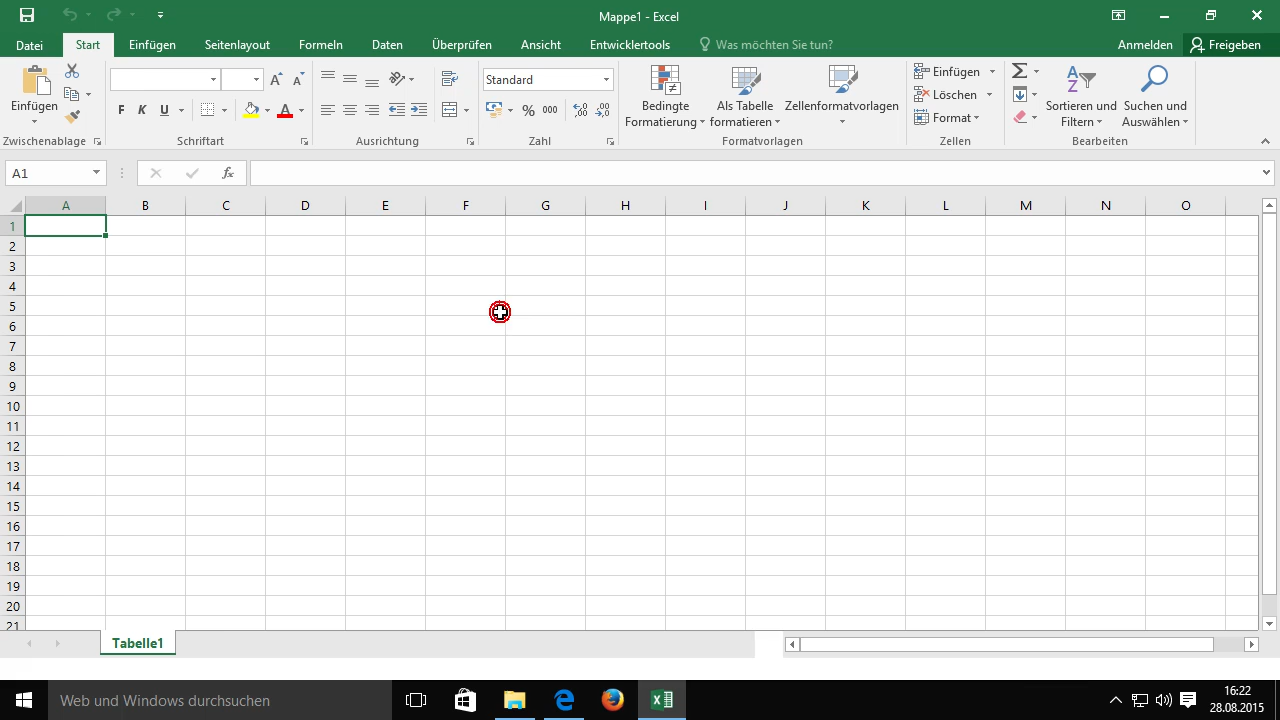 Mappe1 - Excel
Datei Start Einfügen Seitenlayout Formeln Daten Überprüfen Ansicht Entwicklertools Was möchten Sie tun? Anmelden Freigeben
Einfügen
Zwischenablage
F K U A
Schriftart
Ausrichtung
Standard
% 000
Zahl
Bedingte Formatierung
Als Tabelle formatieren
Zellenformatvorlagen
Formatvorlagen
Einfügen
Löschen
Format
Zellen
Sortieren und Filtern
Suchen und Auswählen
Bearbeiten
A1 fx
A B C D E F G H I J K L M N O
1
2
3
4
5
6
7
8
9
10
11
12
13
14
15
16
17
18
19
20
21
Tabelle1
Web und Windows durchsuchen
16:22
28.08.2015